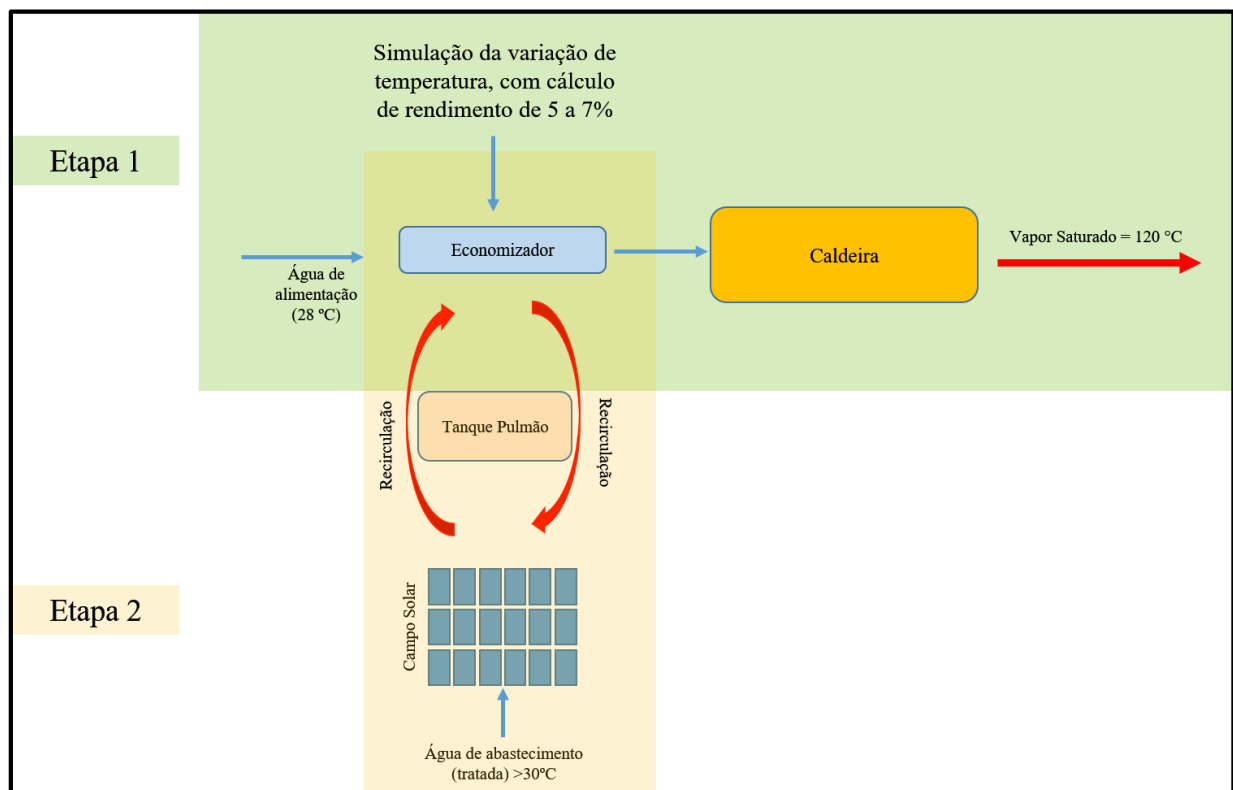 Simulação da variação de
temperatura, com cálculo
de rendimento de 5 a 7%
Etapa 1
Economizador
Caldeira
Vapor Saturado = 120 °C
Água de
alimentação
(28 ºC)
Recirculação
Tanque Pulmão
Recirculação
Campo Solar
Etapa 2
Água de abastecimento
(tratada) >30ºC